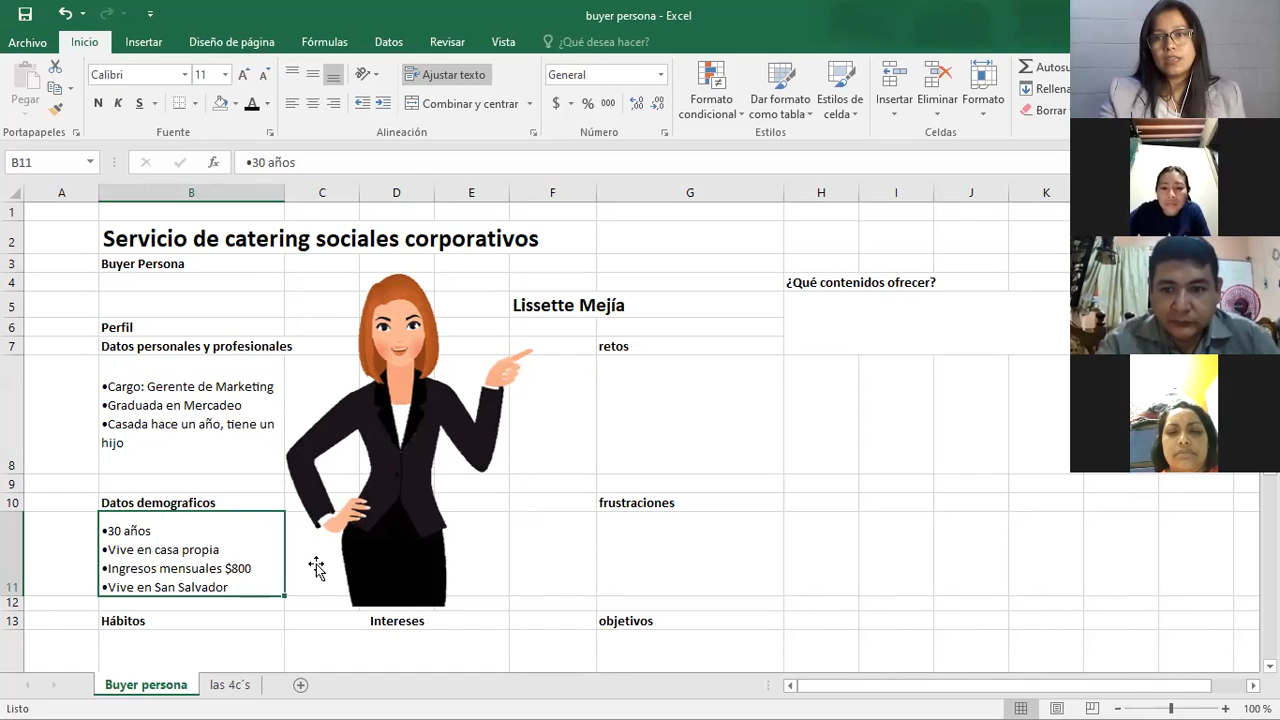 buyer persona - Excel
Archivo Inicio Insertar Diseño de página Fórmulas Datos Revisar Vista ¿Qué desea hacer?
Pegar
Calibri 11
N K S
Ajustar texto
Combinar y centrar
General
$ % 000
Formato condicional
Dar formato como tabla
Estilos de celda
Insertar
Eliminar
Formato
Autosu
Rellena
Borrar
Portapapeles Fuente Alineación Número Estilos Celdas
B11 fx •30 años
A B C D E F G H I J K
1
2 Servicio de catering sociales corporativos
3 Buyer Persona
4 ¿Qué contenidos ofrecer?
5 Lissette Mejía
6 Perfil
7 Datos personales y profesionales retos
•Cargo: Gerente de Marketing
•Graduada en Mercadeo
•Casada hace un año, tiene un
hijo
8
9
10 Datos demograficos frustraciones
•30 años
•Vive en casa propia
•Ingresos mensuales $800
11 •Vive en San Salvador
12
13 Hábitos Intereses objetivos
Buyer persona las 4c´s
Listo 100 %